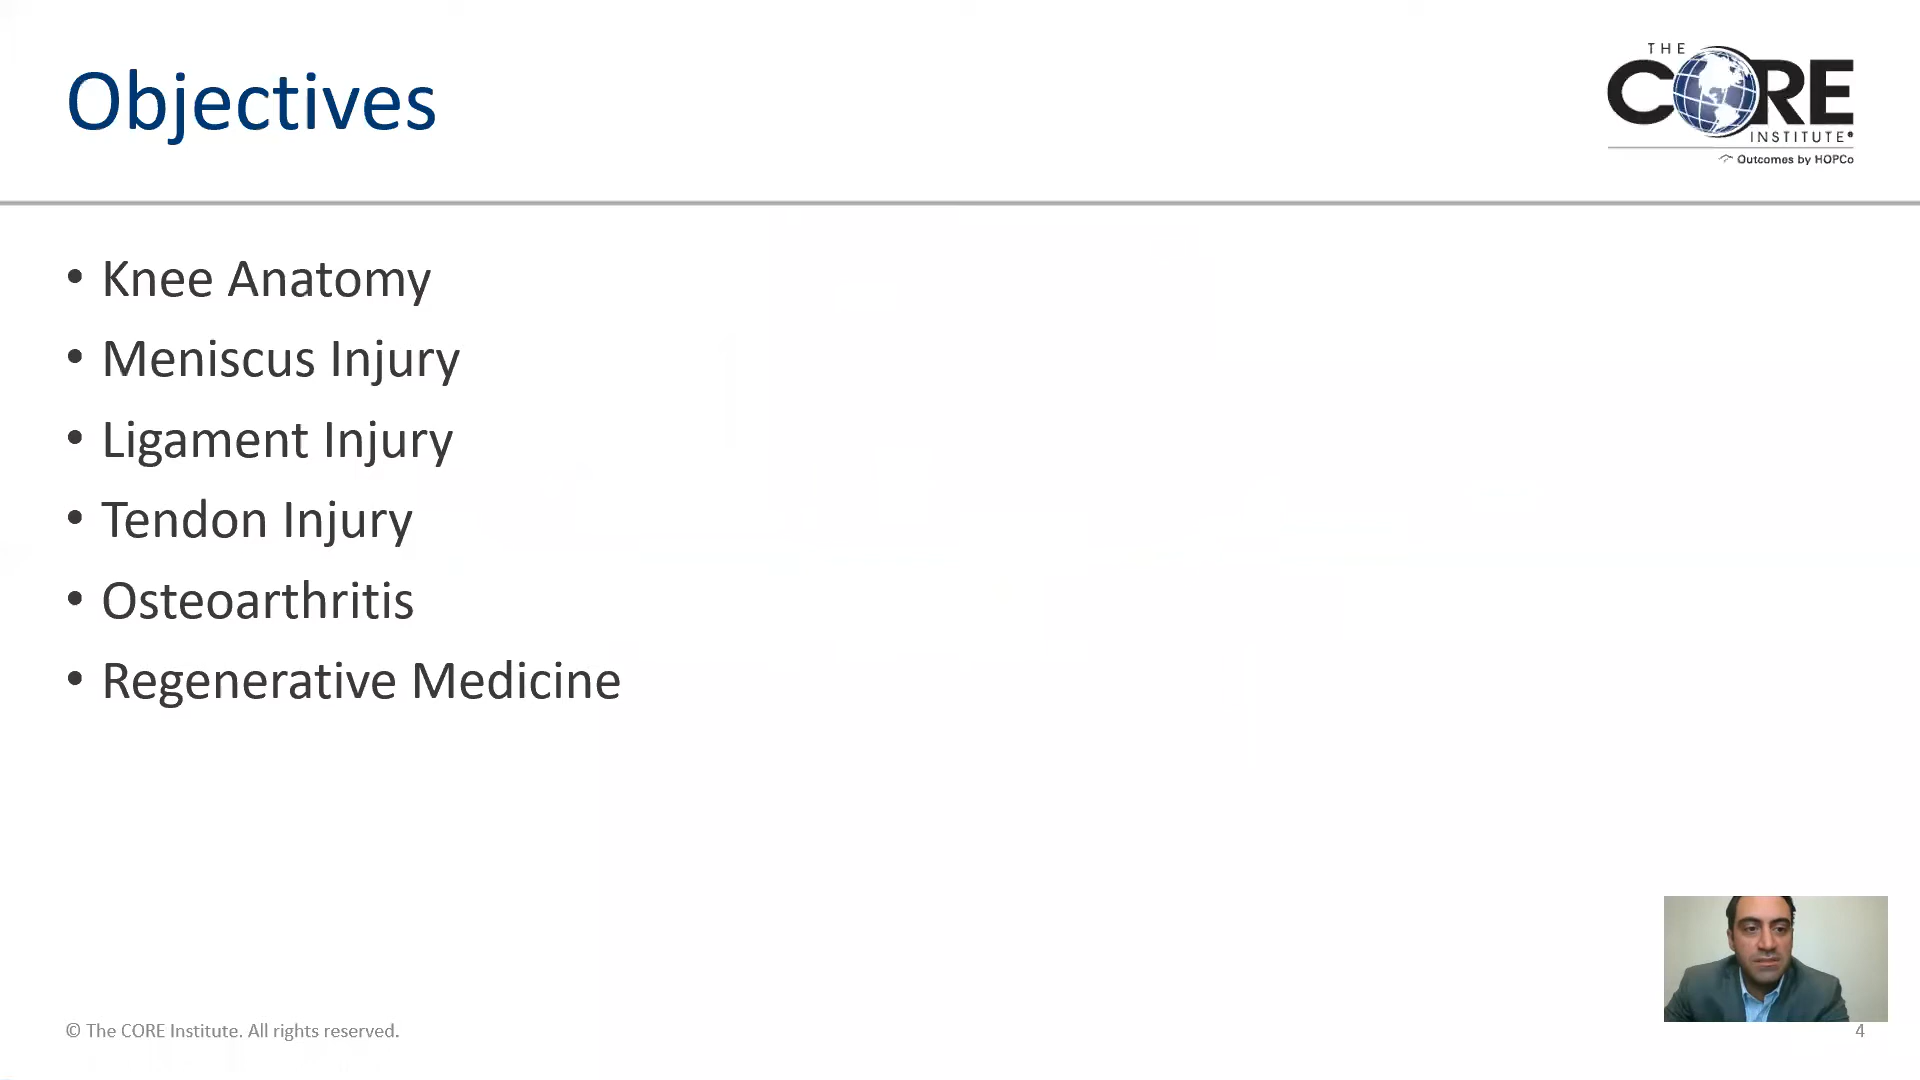 Objectives
THE
CORE
INSTITUTE®
Outcomes by HOPCo
• Knee Anatomy
• Meniscus Injury
• Ligament Injury
• Tendon Injury
• Osteoarthritis
• Regenerative Medicine
© The CORE Institute. All rights reserved.
4